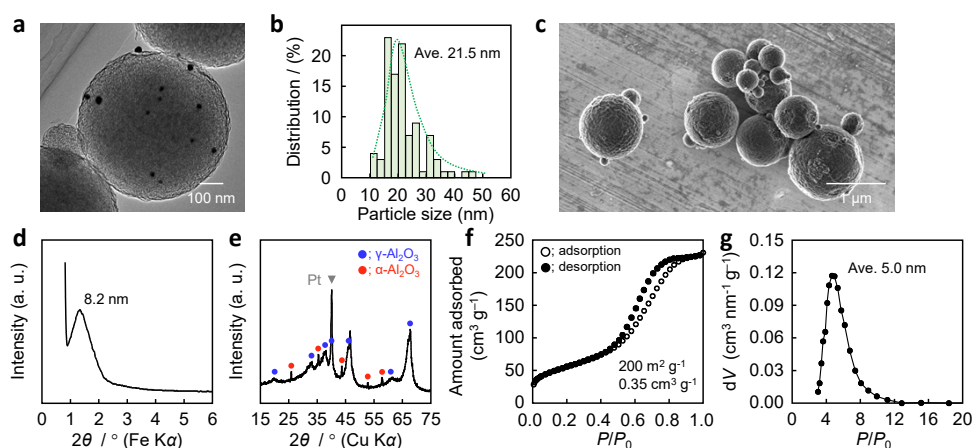 a
100 nm
b
Distribution / (%)
20
15
10
5
0
Ave. 21.5 nm
0 10 20 30 40 50 60
Particle size (nm)
c
1 μm
d
Intensity (a. u.)
8.2 nm
0 1 2 3 4 5 6
2θ / ° (Fe Kα)
e
Intensity (a. u.)
●; γ-Al₂O₃
●; α-Al₂O₃
Pt ▼
15 25 35 45 55 65 75
2θ / ° (Cu Kα)
f
Amount adsorbed
(cm³ g⁻¹)
250
200
150
100
50
0
○; adsorption
●; desorption
200 m² g⁻¹
0.35 cm³ g⁻¹
0.0 0.2 0.4 0.6 0.8 1.0
P/P₀
g
dV (cm³ nm⁻¹ g⁻¹)
0.15
0.12
0.09
0.06
0.03
0.00
Ave. 5.0 nm
0 4 8 12 16 20
P/P₀